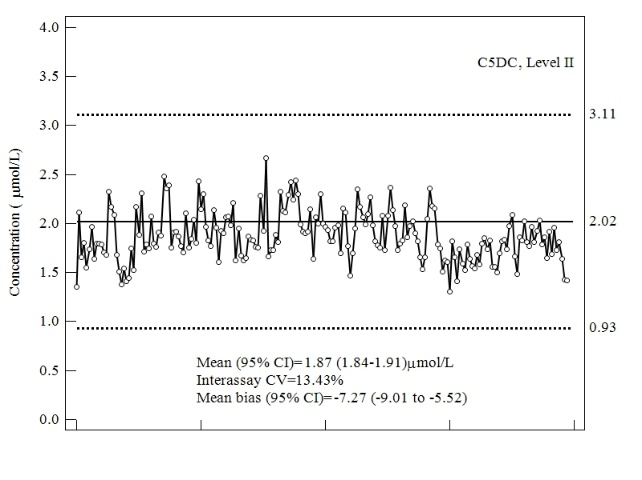 4.0
C5DC, Level II
3.5
3.11
3.0
2.5
2.02
2.0
1.5
1.0
0.93
0.5
0.0
Concentration ( μmol/L)
Mean (95% CI)=1.87 (1.84-1.91)μmol/L
Interassay CV=13.43%
Mean bias (95% CI)=-7.27 (-9.01 to -5.52)